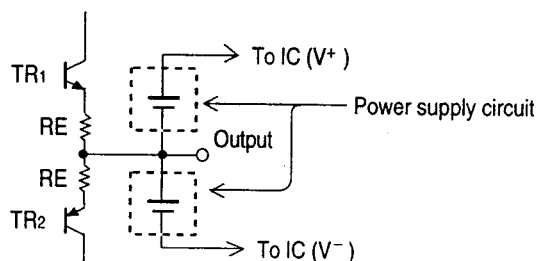 To IC (V+)
TR1
Power supply circuit
RE
Output
RE
TR2
To IC (V−)